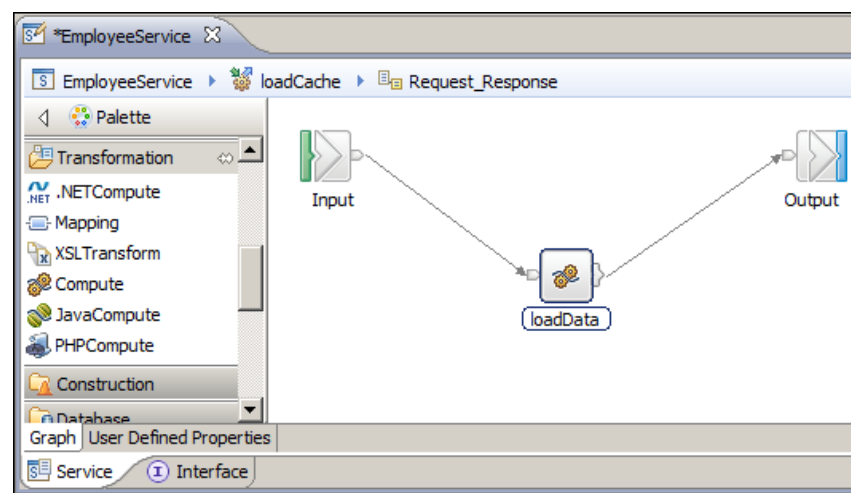 *EmployeeService
EmployeeService loadCache Request_Response
Palette
Transformation
.NETCompute
Mapping
XSLTransform
Compute
JavaCompute
PHPCompute
Construction
Database
Input
Output
loadData
Graph User Defined Properties
Service Interface